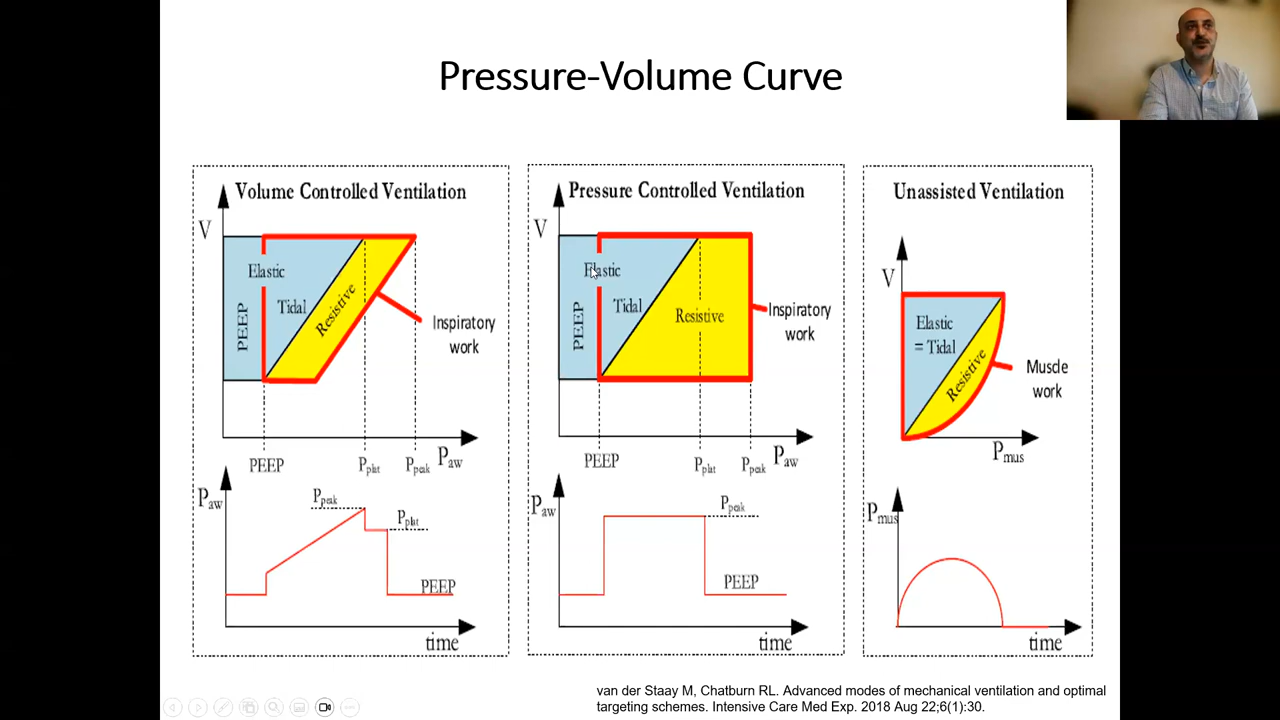 Pressure-Volume Curve
Volume Controlled Ventilation
V
Elastic
PEEP
Tidal
Resistive
Inspiratory
work
PEEP
Pplat
Ppeak
Paw
Paw
Ppeak
Pplat
PEEP
time
Pressure Controlled Ventilation
V
Elastic
PEEP
Tidal
Resistive
Inspiratory
work
PEEP
Pplat
Ppeak
Paw
Paw
Ppeak
PEEP
time
Unassisted Ventilation
V
Elastic
= Tidal
Resistive
Muscle
work
Pmus
Pmus
time
van der Staay M, Chatburn RL. Advanced modes of mechanical ventilation and optimal
targeting schemes. Intensive Care Med Exp. 2018 Aug 22;6(1):30.